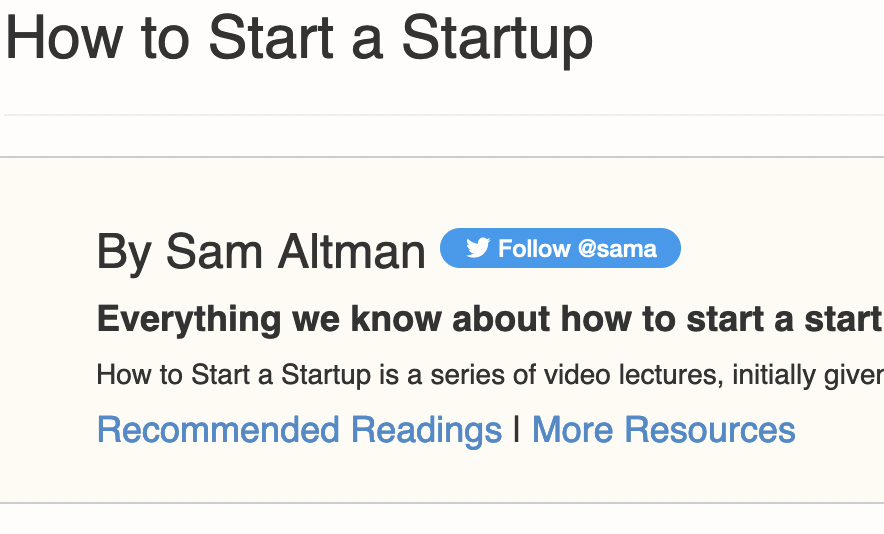 How to Start a Startup
By Sam Altman Follow @sama
Everything we know about how to start a start
How to Start a Startup is a series of video lectures, initially giver
Recommended Readings | More Resources